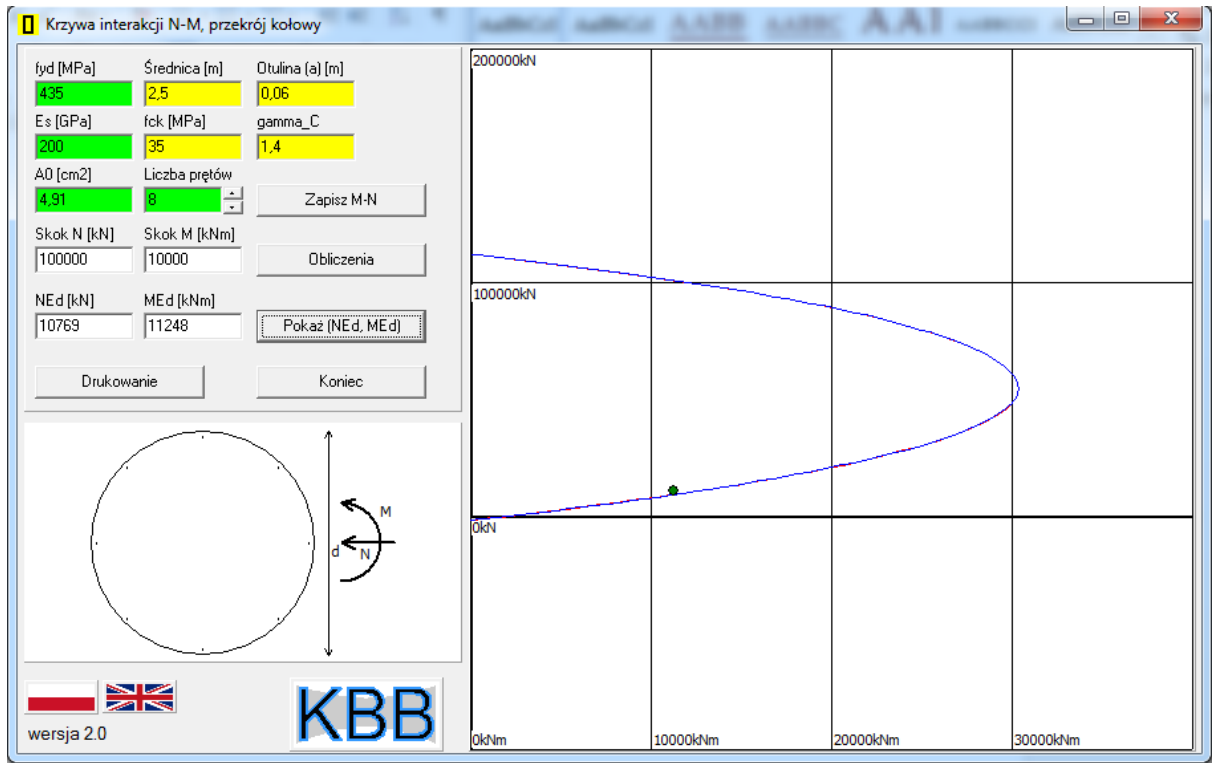 Krzywa interakcji N-M, przekrój kołowy
fyd [MPa] Średnica [m] Otulina (a) [m]
435 2,5 0,06
Es [GPa] fck [MPa] gamma_C
200 35 1,4
A0 [cm2] Liczba prętów
4,91 8 Zapisz M-N
Skok N [kN] Skok M [kNm]
100000 10000 Obliczenia
NEd [kN] MEd [kNm]
10769 11248 Pokaż (NEd, MEd)
Drukowanie Koniec
M
d N
KBB
wersja 2.0
200000kN
100000kN
0kN
0kNm 10000kNm 20000kNm 30000kNm